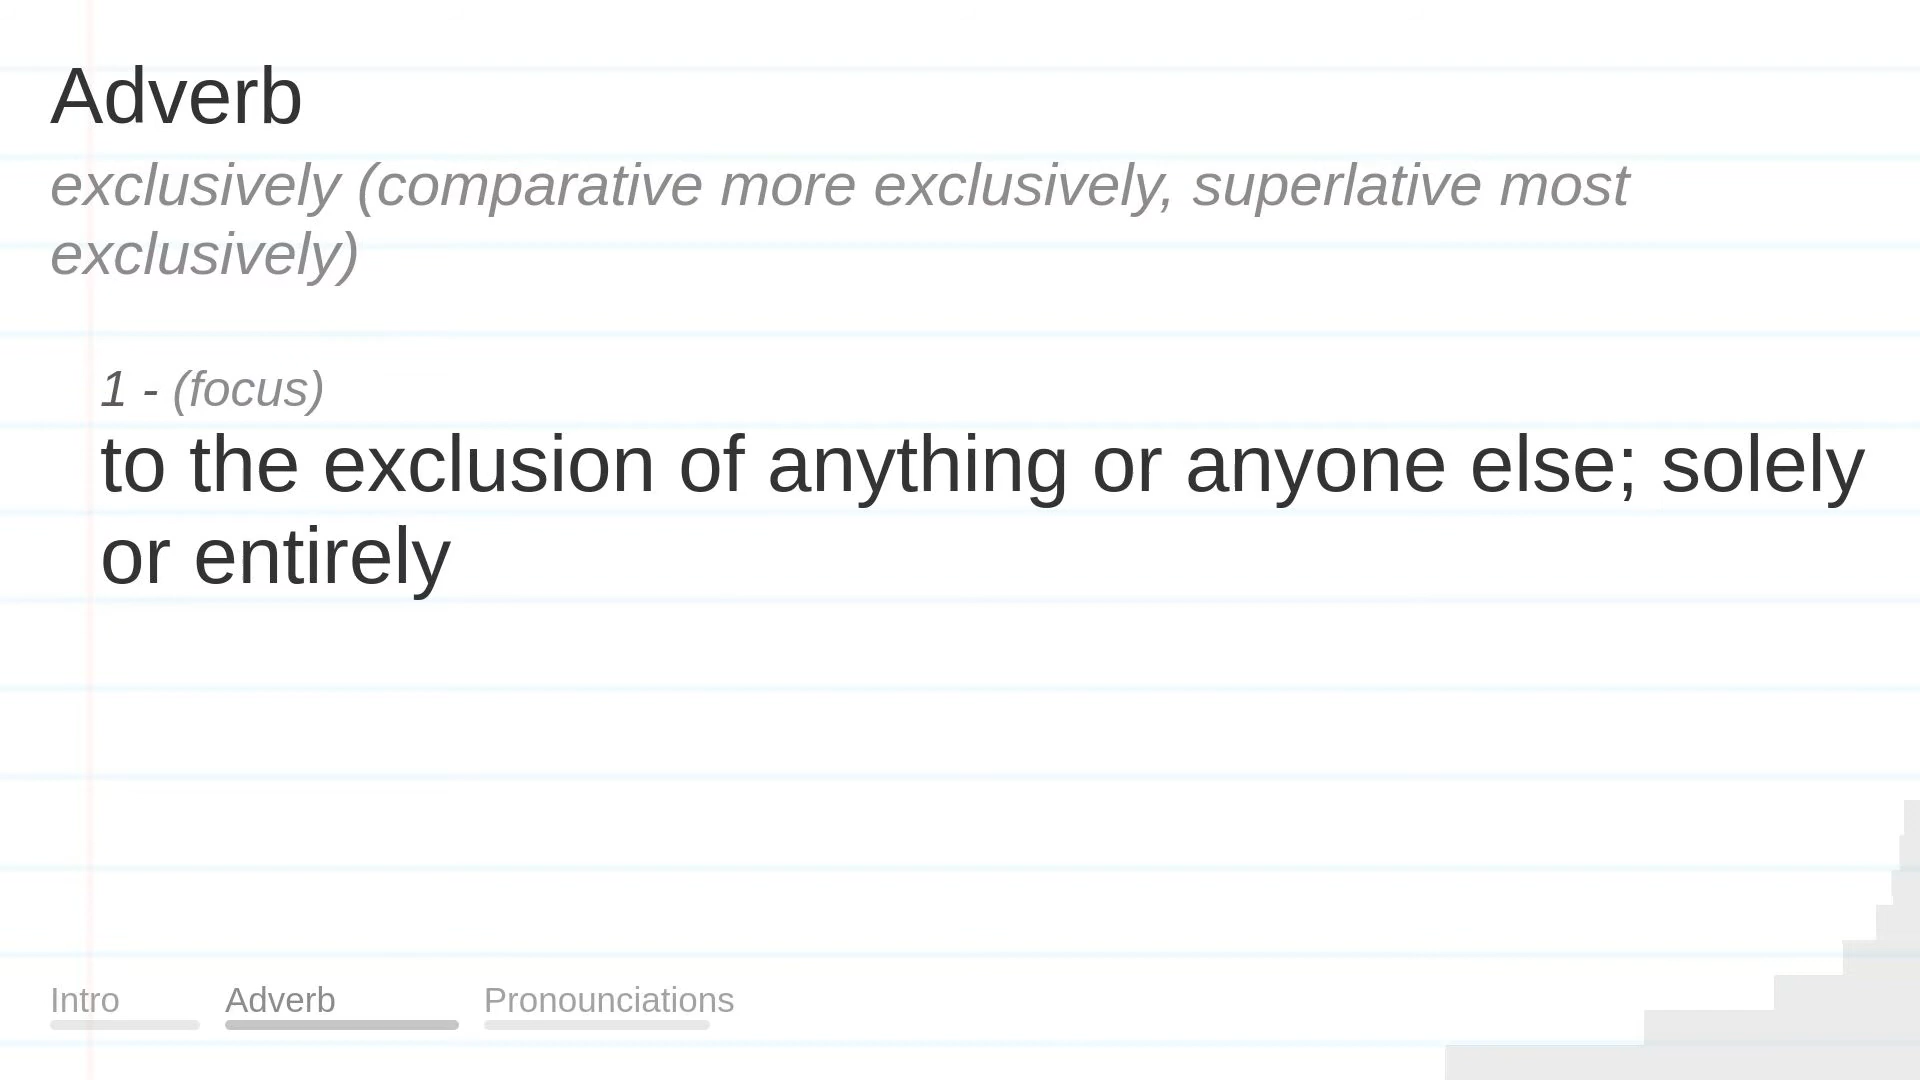 Adverb
exclusively (comparative more exclusively, superlative most
exclusively)
1 - (focus)
to the exclusion of anything or anyone else; solely
or entirely
Intro Adverb Pronounciations